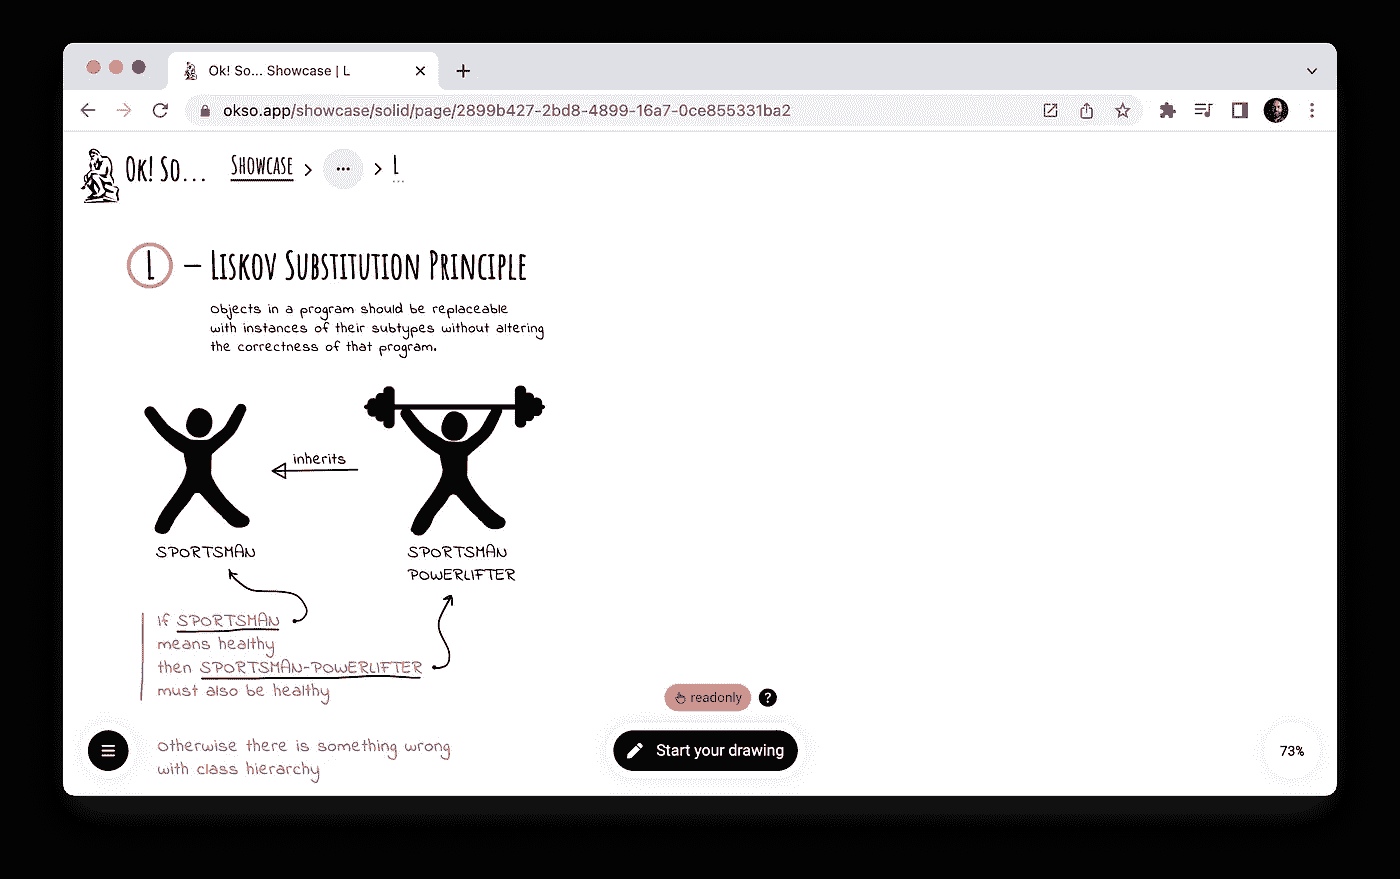 Ok! So... Showcase | L
okso.app/showcase/solid/page/2899b427-2bd8-4899-16a7-0ce855331ba2
Ok! So... Showcase > ... > L
L – Liskov Substitution Principle
Objects in a program should be replaceable
with instances of their subtypes without altering
the correctness of that program.
inherits
SPORTSMAN
SPORTSMAN
POWERLIFTER
if SPORTSMAN
means healthy
then SPORTSMAN-POWERLIFTER
must also be healthy
Otherwise there is something wrong
with class hierarchy
readonly ?
Start your drawing
73%